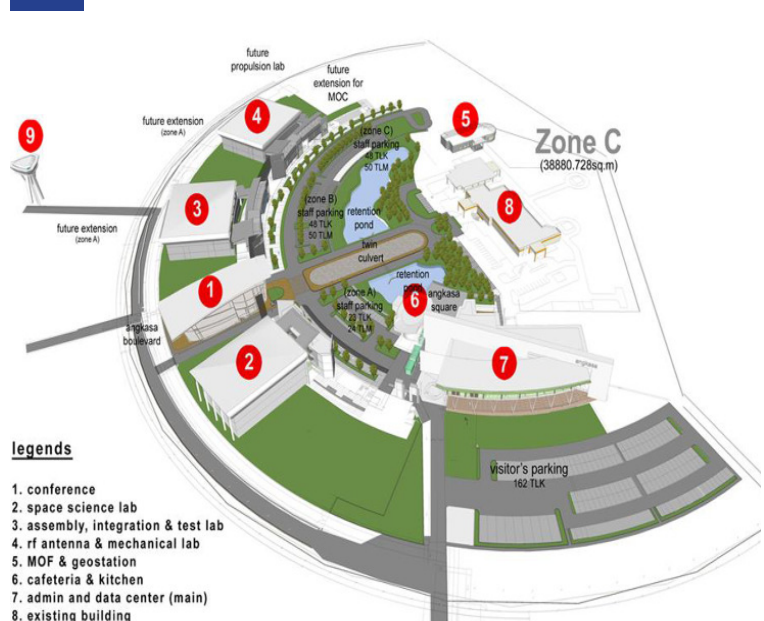 future
propulsion lab
future
extension for
MOC
future extension
(zone A)
4
5
9
Zone C
(38880.728sq.m)
(zone C)
staff parking
48 TLK
50 TLM
3
8
(zone B)
staff parking
48 TLK
50 TLM
retention
pond
future extension
(zone A)
twin
culvert
1
retention
pond
6
angkasa
square
(zone A)
staff parking
23 TLK
24 TLM
angkasa
boulevard
2
7
angkasa
visitor's parking
162 TLK
legends
1. conference
2. space science lab
3. assembly, integration & test lab
4. rf antenna & mechanical lab
5. MOF & geostation
6. cafeteria & kitchen
7. admin and data center (main)
8. existing building